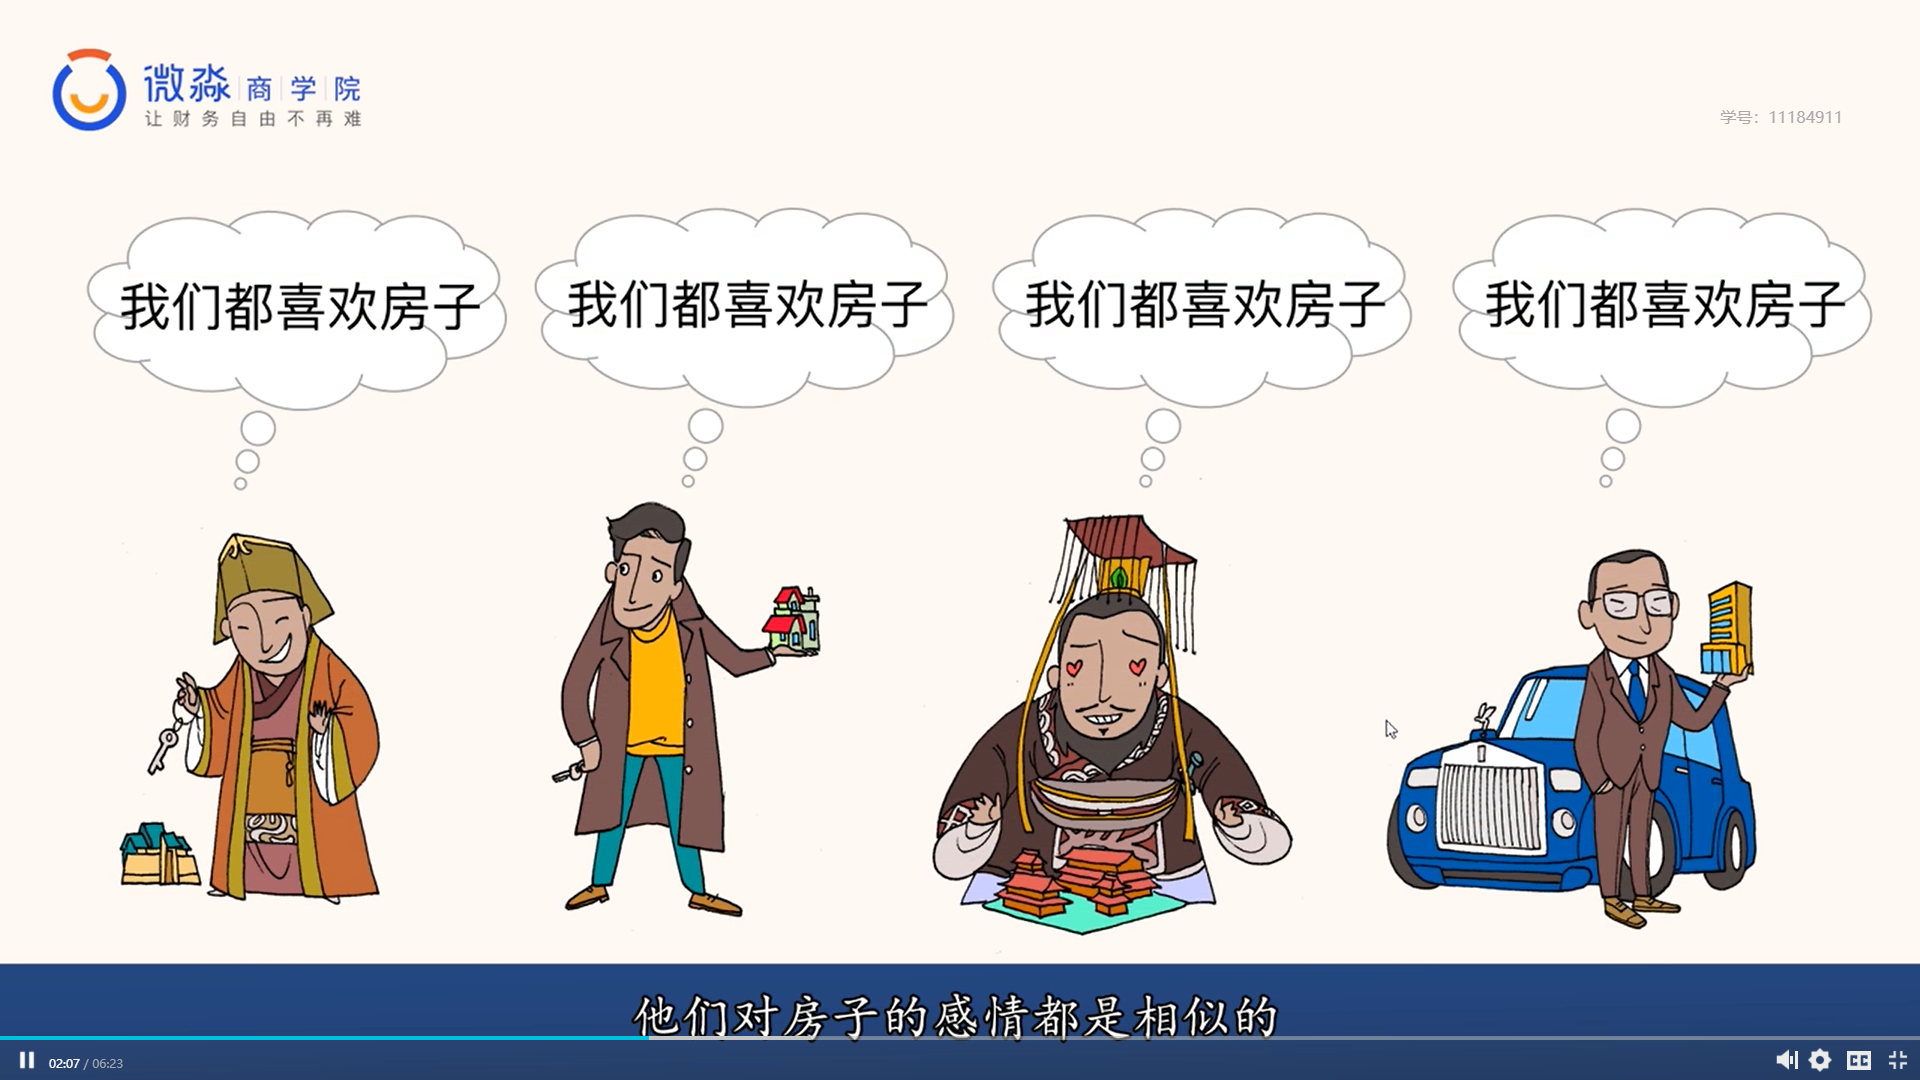 微淼商学院
让财务自由不再难
学号：11184911
我们都喜欢房子
我们都喜欢房子
我们都喜欢房子
我们都喜欢房子
他们对房子的感情都是相似的
02:07 / 06:23
CC